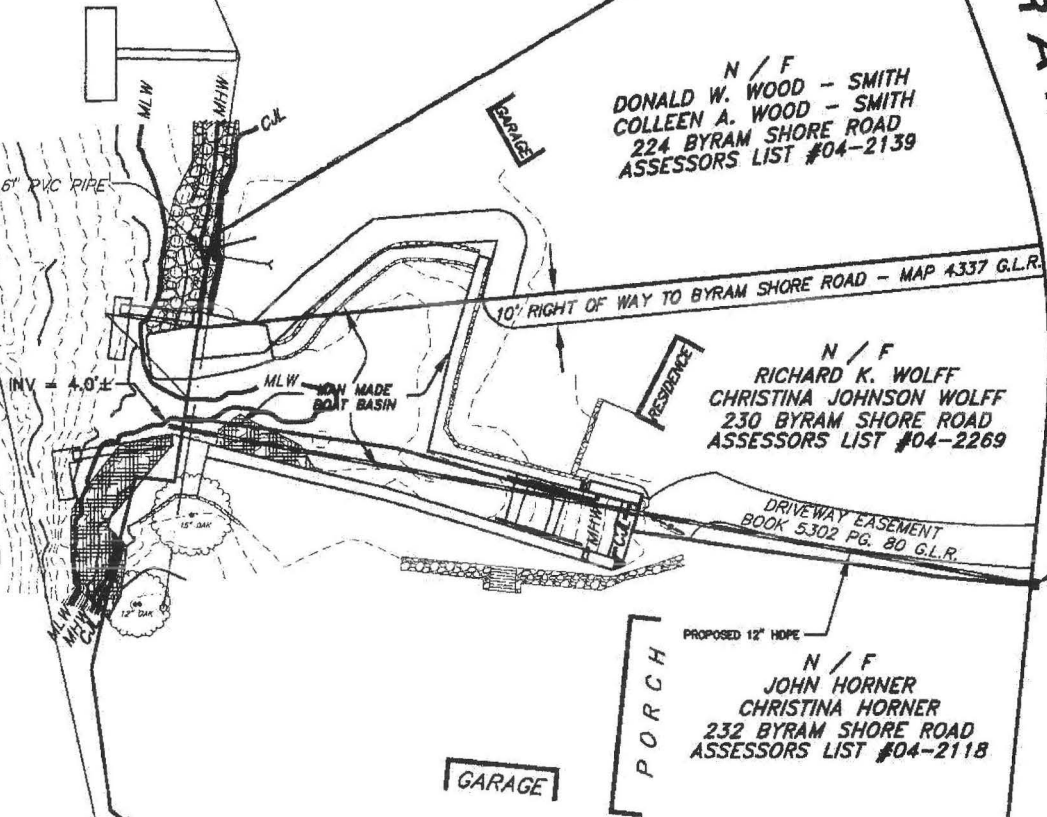 N / F
DONALD W. WOOD - SMITH
COLLEEN A. WOOD - SMITH
224 BYRAM SHORE ROAD
ASSESSORS LIST #04-2139
GARAGE
MLW
MHW
CJL
6" PVC PIPE
10' RIGHT OF WAY TO BYRAM SHORE ROAD - MAP 4337 G.L.R.
N / F
RICHARD K. WOLFF
CHRISTINA JOHNSON WOLFF
230 BYRAM SHORE ROAD
ASSESSORS LIST #04-2269
RESIDENCE
INV = 4.0'±
MLW
MAN MADE
BOAT BASIN
DRIVEWAY EASEMENT
BOOK 5302 PG. 80 G.L.R.
MHW
CJL
15" OAK
12" OAK
MLW
MHW
CJL
PROPOSED 12" HDPE
N / F
JOHN HORNER
CHRISTINA HORNER
232 BYRAM SHORE ROAD
ASSESSORS LIST #04-2118
PORCH
GARAGE
RA